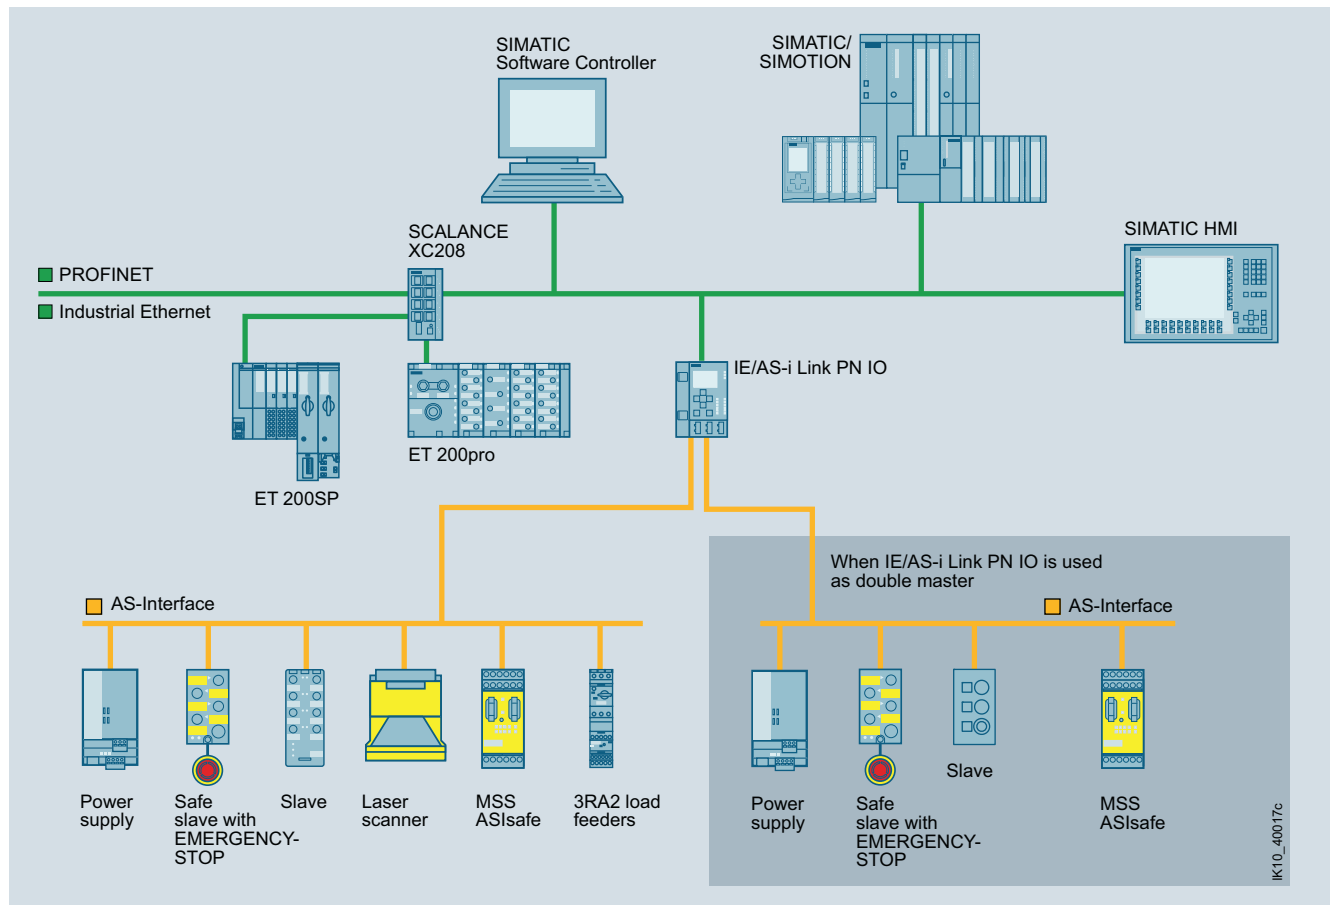 SIMATIC
Software Controller
SIMATIC/
SIMOTION
SCALANCE
XC208
SIMATIC HMI
PROFINET
Industrial Ethernet
IE/AS-i Link PN IO
ET 200pro
ET 200SP
When IE/AS-i Link PN IO is used
as double master
AS-Interface
AS-Interface
Power
supply
Safe
slave with
EMERGENCY-
STOP
Slave
Laser
scanner
MSS
ASIsafe
3RA2 load
feeders
Power
supply
Safe
slave with
EMERGENCY-
STOP
Slave
MSS
ASIsafe
IK10_40017c